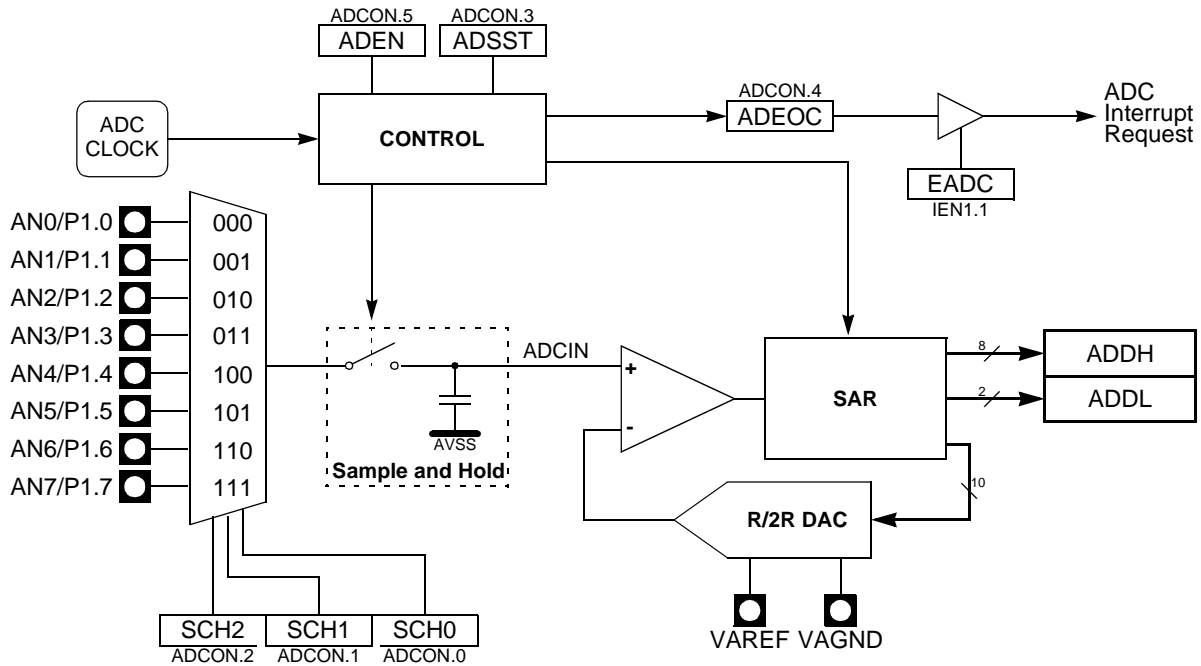 ADCON.5
ADEN
ADCON.3
ADSST
ADC
CLOCK
CONTROL
ADCON.4
ADEOC
ADC
Interrupt
Request
EADC
IEN1.1
AN0/P1.0
000
AN1/P1.1
001
AN2/P1.2
010
AN3/P1.3
011
AN4/P1.4
100
AN5/P1.5
101
AN6/P1.6
110
AN7/P1.7
111
AVSS
Sample and Hold
ADCIN
+
-
SAR
8
ADDH
2
ADDL
10
R/2R DAC
VAREF
VAGND
SCH2
SCH1
SCH0
ADCON.2
ADCON.1
ADCON.0